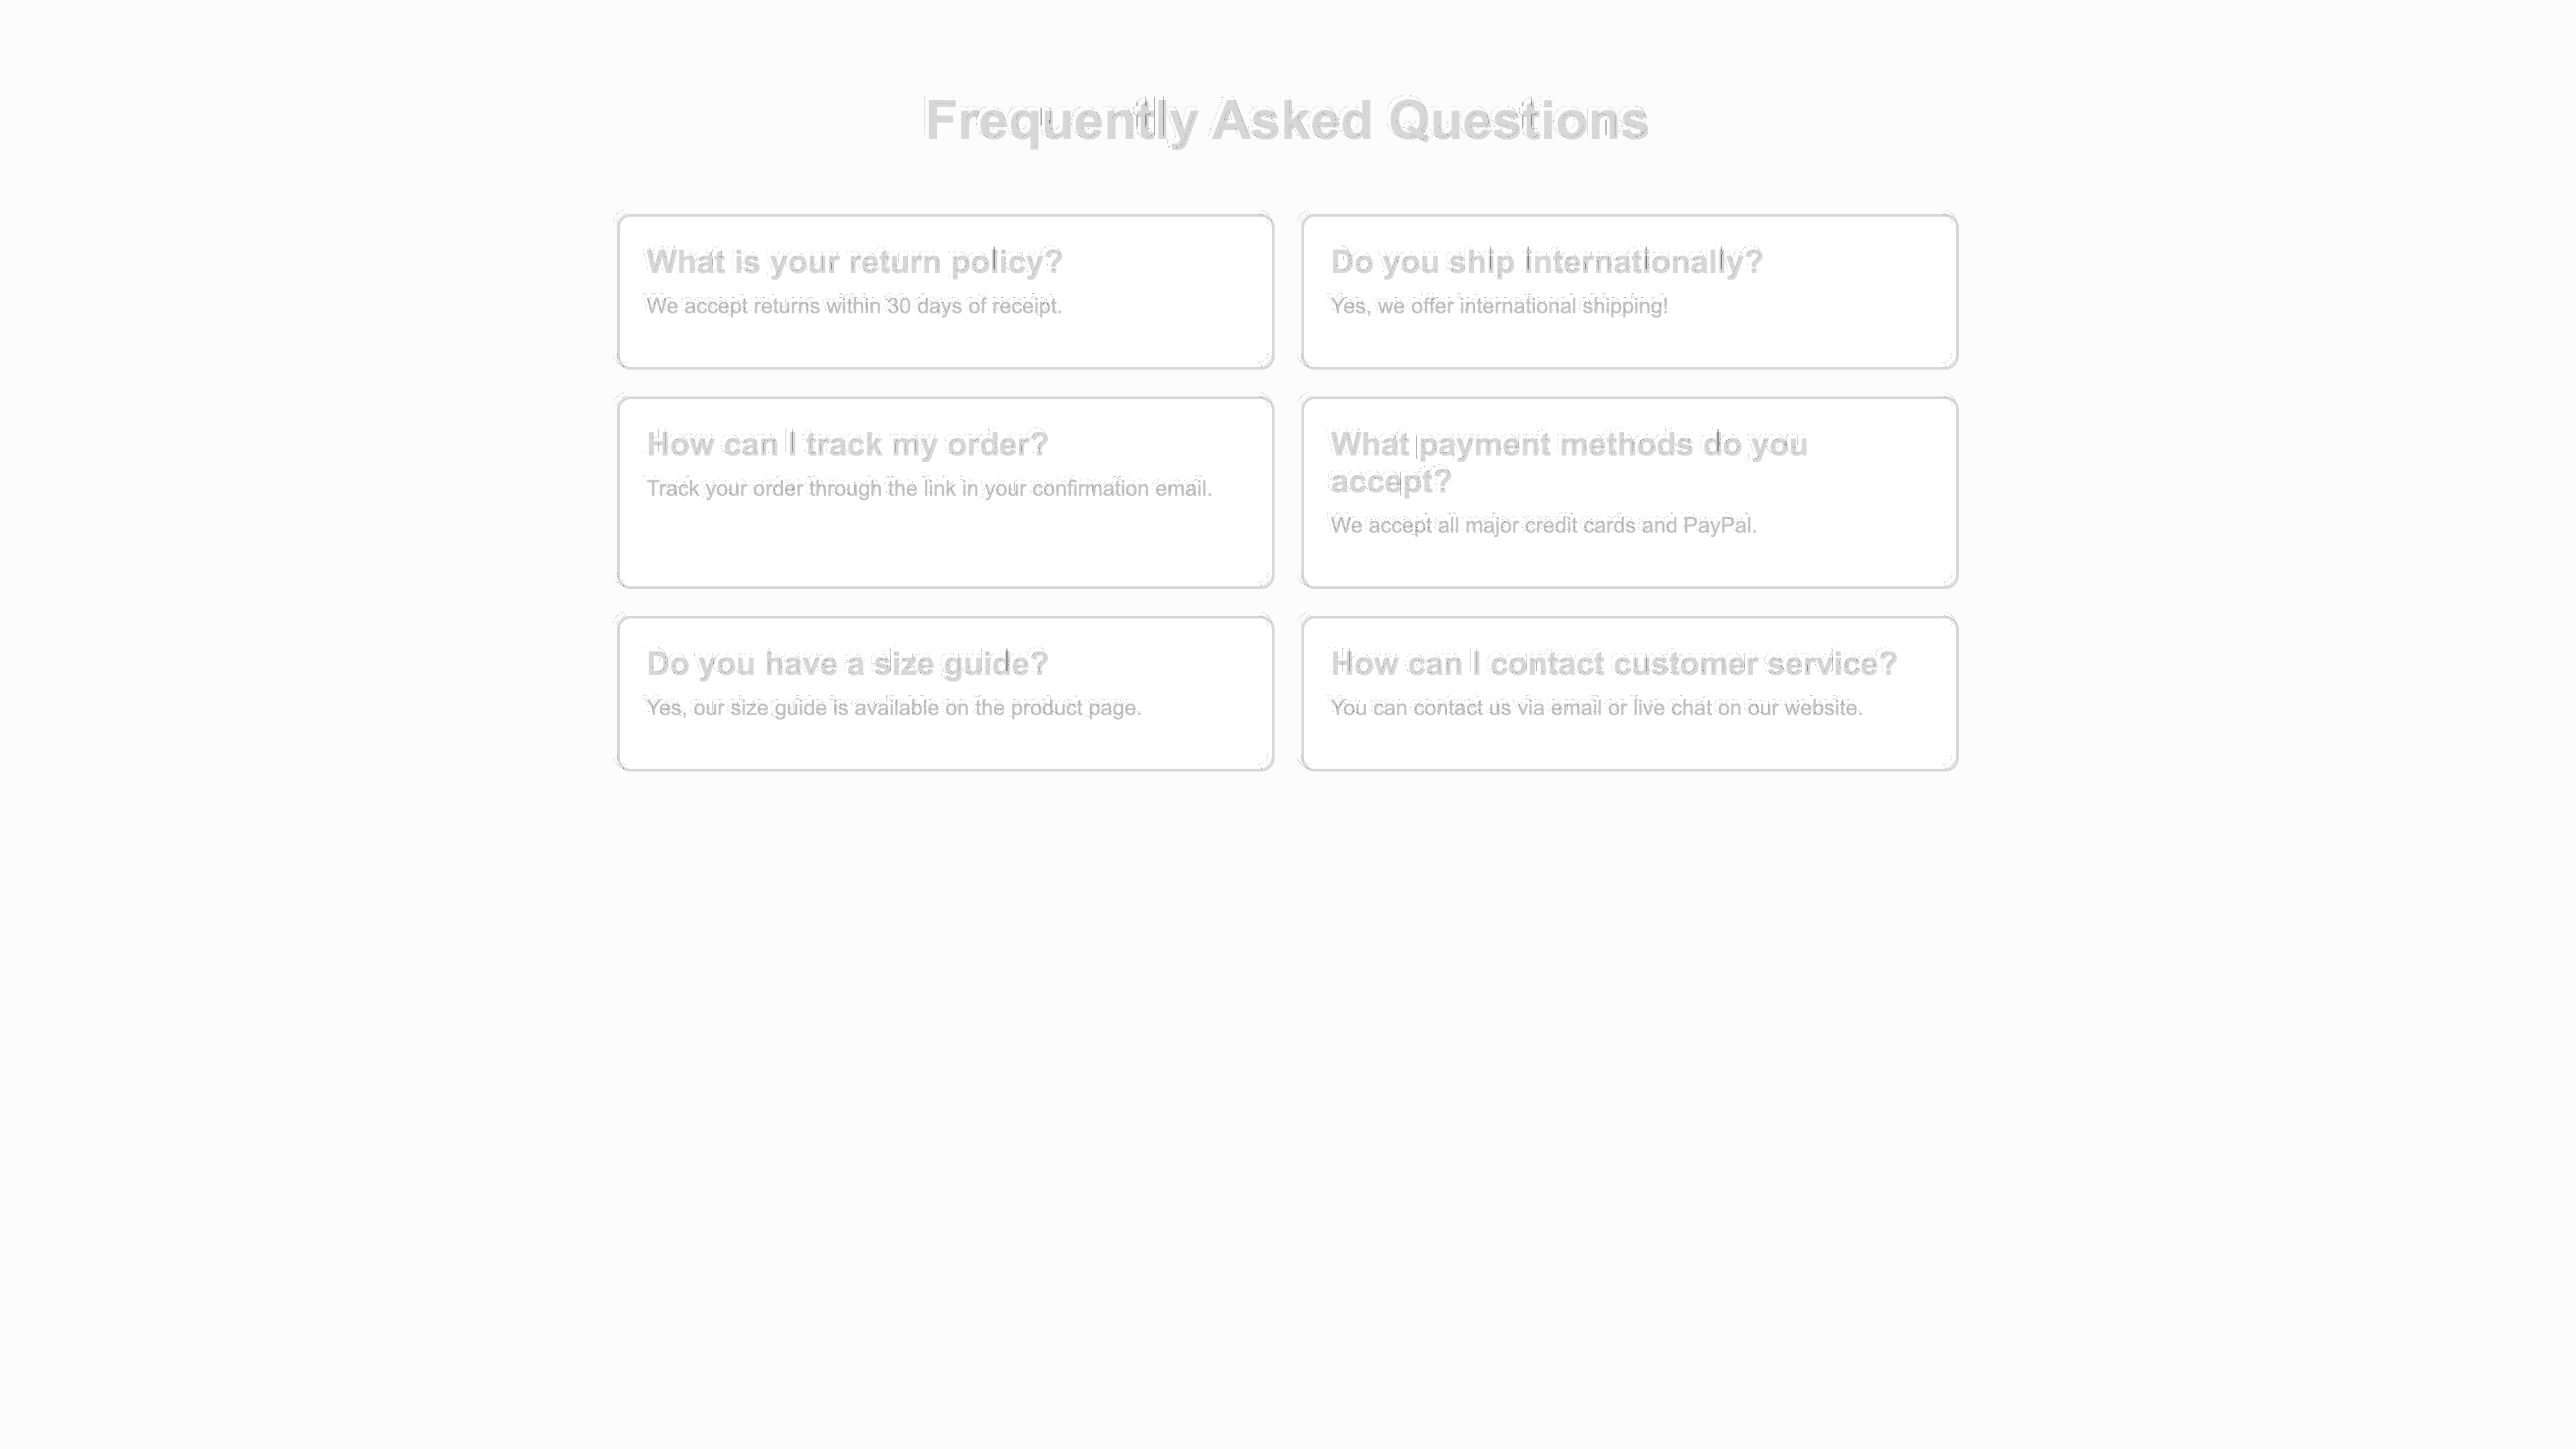 Frequently Asked Questions
What is your return policy?
We accept returns within 30 days of receipt.
Do you ship internationally?
Yes, we offer international shipping!
How can I track my order?
Track your order through the link in your confirmation email.
What payment methods do you
accept?
We accept all major credit cards and PayPal.
Do you have a size guide?
Yes, our size guide is available on the product page.
How can I contact customer service?
You can contact us via email or live chat on our website.